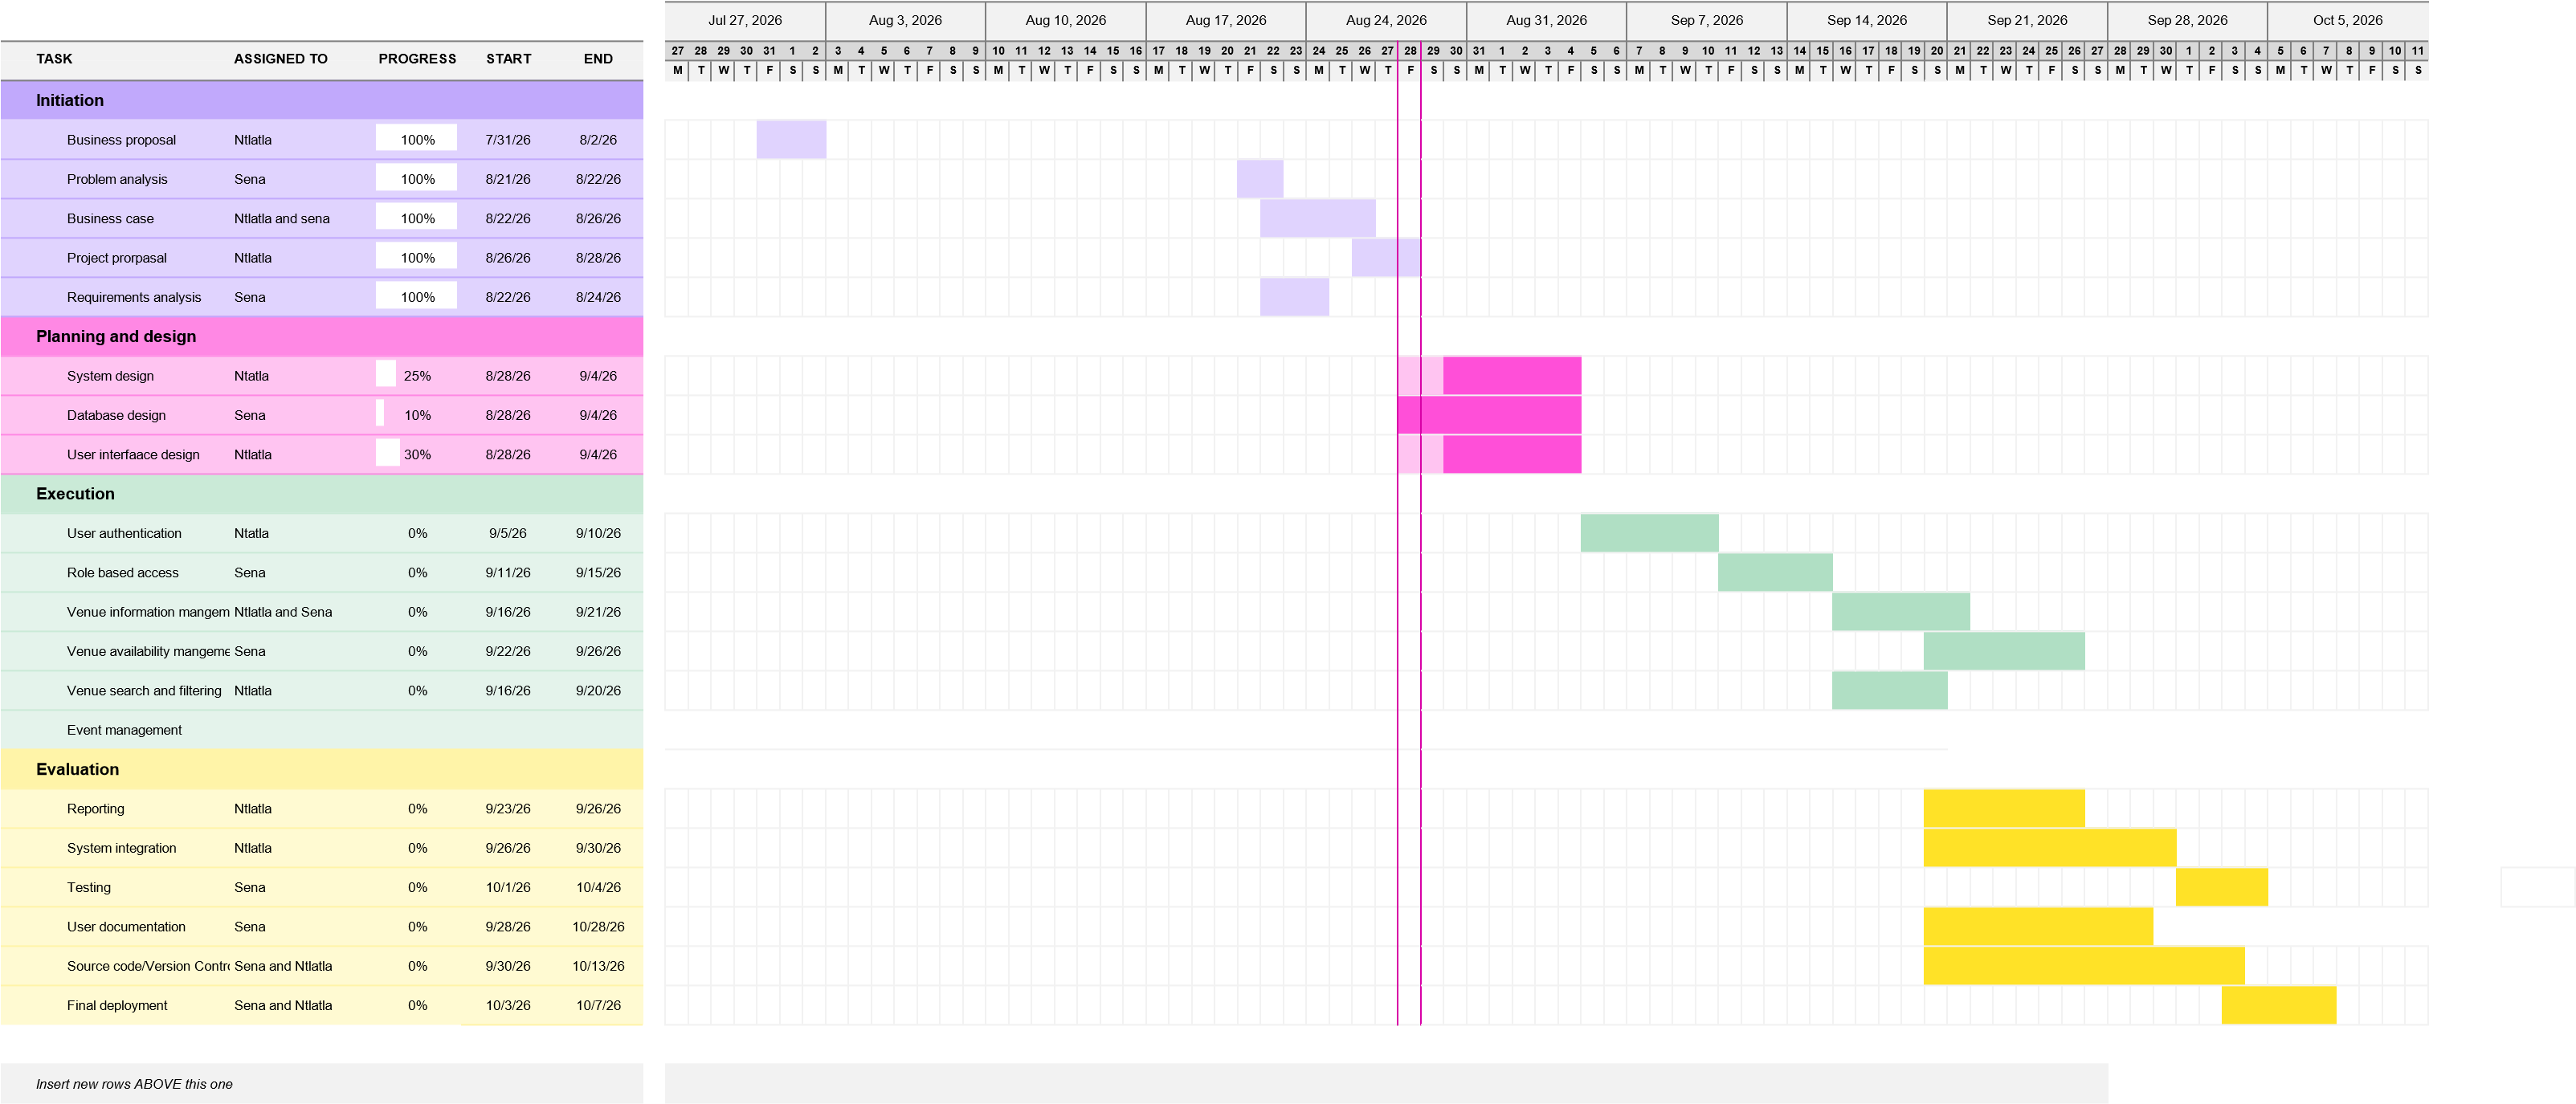 Jul 27, 2026 Aug 3, 2026 Aug 10, 2026 Aug 17, 2026 Aug 24, 2026 Aug 31, 2026 Sep 7, 2026 Sep 14, 2026 Sep 21, 2026 Sep 28, 2026 Oct 5, 2026
27 28 29 30 31 1 2 3 4 5 6 7 8 9 10 11 12 13 14 15 16 17 18 19 20 21 22 23 24 25 26 27 28 29 30 31 1 2 3 4 5 6 7 8 9 10 11 12 13 14 15 16 17 18 19 20 21 22 23 24 25 26 27 28 29 30 1 2 3 4 5 6 7 8 9 10 11
TASK ASSIGNED TO PROGRESS START END
M T W T F S S M T W T F S S M T W T F S S M T W T F S S M T W T F S S M T W T F S S M T W T F S S M T W T F S S M T W T F S S M T W T F S S M T W T F S S
Initiation
Business proposal Ntlatla 100% 7/31/26 8/2/26
Problem analysis Sena 100% 8/21/26 8/22/26
Business case Ntlatla and sena 100% 8/22/26 8/26/26
Project prorpasal Ntlatla 100% 8/26/26 8/28/26
Requirements analysis Sena 100% 8/22/26 8/24/26
Planning and design
System design Ntatla 25% 8/28/26 9/4/26
Database design Sena 10% 8/28/26 9/4/26
User interfaace design Ntlatla 30% 8/28/26 9/4/26
Execution
User authentication Ntatla 0% 9/5/26 9/10/26
Role based access Sena 0% 9/11/26 9/15/26
Venue information mangem Ntlatla and Sena 0% 9/16/26 9/21/26
Venue availability mangeme Sena 0% 9/22/26 9/26/26
Venue search and filtering Ntlatla 0% 9/16/26 9/20/26
Event management
Evaluation
Reporting Ntlatla 0% 9/23/26 9/26/26
System integration Ntlatla 0% 9/26/26 9/30/26
Testing Sena 0% 10/1/26 10/4/26
User documentation Sena 0% 9/28/26 10/28/26
Source code/Version Contro Sena and Ntlatla 0% 9/30/26 10/13/26
Final deployment Sena and Ntlatla 0% 10/3/26 10/7/26
Insert new rows ABOVE this one